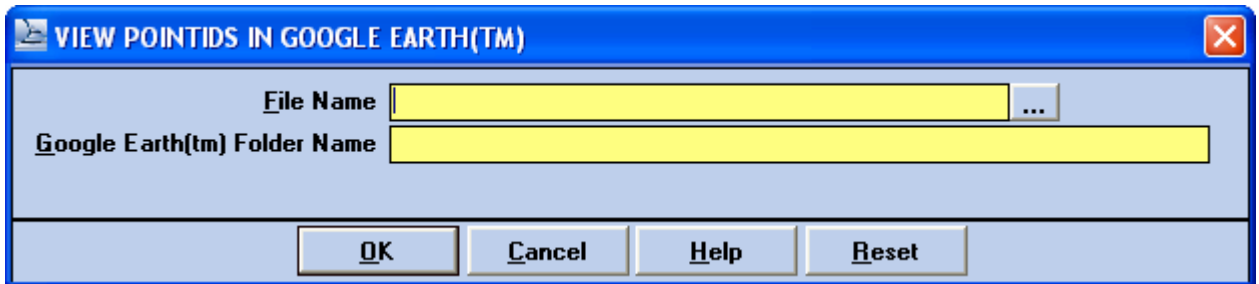 VIEW POINTIDS IN GOOGLE EARTH(TM)
File Name ...
Google Earth(tm) Folder Name
OK Cancel Help Reset